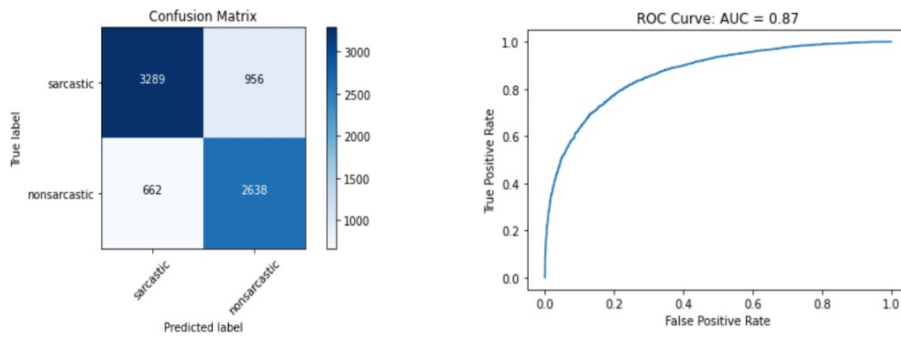 Confusion Matrix
True label
sarcastic
nonsarcastic
3289 956
662 2638
sarcastic nonsarcastic
Predicted label
3000
2500
2000
1500
1000
ROC Curve: AUC = 0.87
True Positive Rate
1.0
0.8
0.6
0.4
0.2
0.0
0.0 0.2 0.4 0.6 0.8 1.0
False Positive Rate